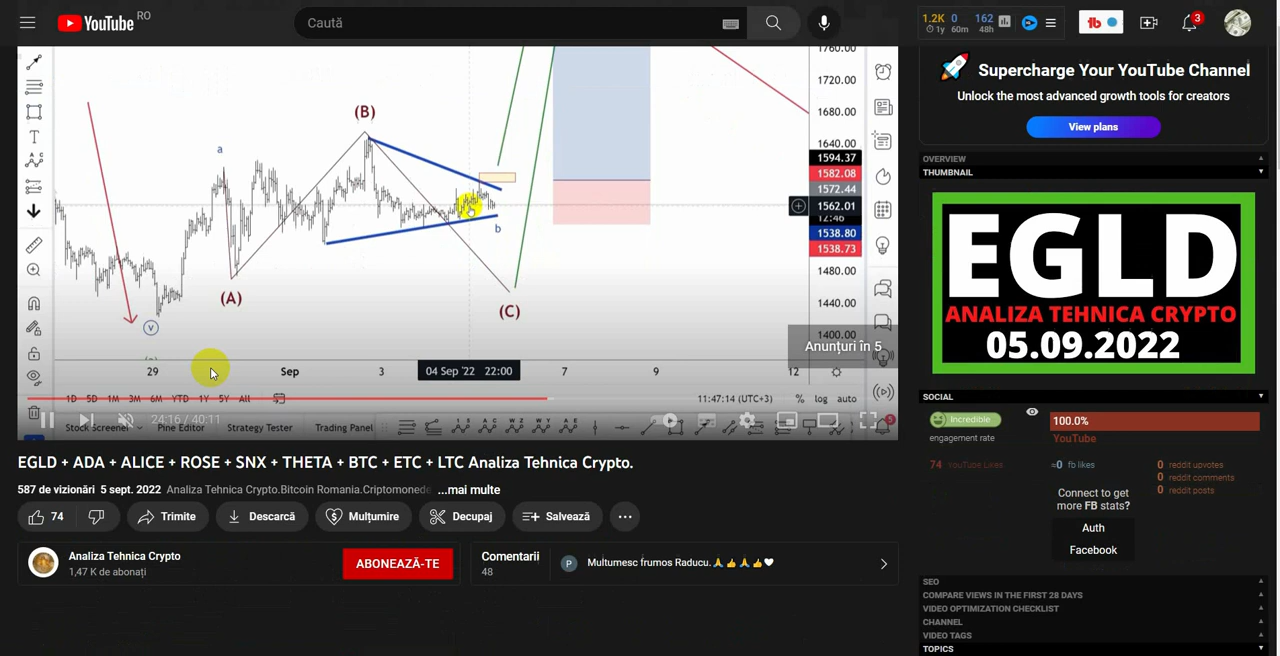 YouTube RO
Caută
1.2K 0 162
1y 60m 48h
tb
3
1760.00
1720.00
1680.00
1640.00
1594.37
1582.08
1572.44
1562.01
12:46
1538.80
1538.73
1480.00
1440.00
1400.00
(B)
a
b
(A)
(C)
v
T
Anunțuri în 5
29
Sep
3
04 Sep '22 22:00
7
9
12
1D 5D 1M 3M 6M YTD 1Y 5Y All
11:47:14 (UTC+3) % log auto
24:16 / 40:11
Stock Screener Pine Editor Strategy Tester Trading Panel
5
EGLD + ADA + ALICE + ROSE + SNX + THETA + BTC + ETC + LTC Analiza Tehnica Crypto.
587 de vizionări 5 sept. 2022 Analiza Tehnica Crypto.Bitcoin Romania.Criptomonede ...mai multe
74 Trimite Descarcă Mulțumire Decupaj Salvează
Analiza Tehnica Crypto
1,47 K de abonați
ABONEAZĂ-TE
Comentarii
48
P
Multumesc frumos Raducu.🙏👍🙏👍🤍
Supercharge Your YouTube Channel
Unlock the most advanced growth tools for creators
View plans
OVERVIEW
THUMBNAIL
EGLD
ANALIZA TEHNICA CRYPTO
05.09.2022
SOCIAL
Incredible
engagement rate
100.0%
YouTube
74 YouTube Likes
≈0 fb likes
0 reddit upvotes
0 reddit comments
0 reddit posts
Connect to get
more FB stats?
Auth
Facebook
SEO
COMPARE VIEWS IN THE FIRST 28 DAYS
VIDEO OPTIMIZATION CHECKLIST
CHANNEL
VIDEO TAGS
TOPICS